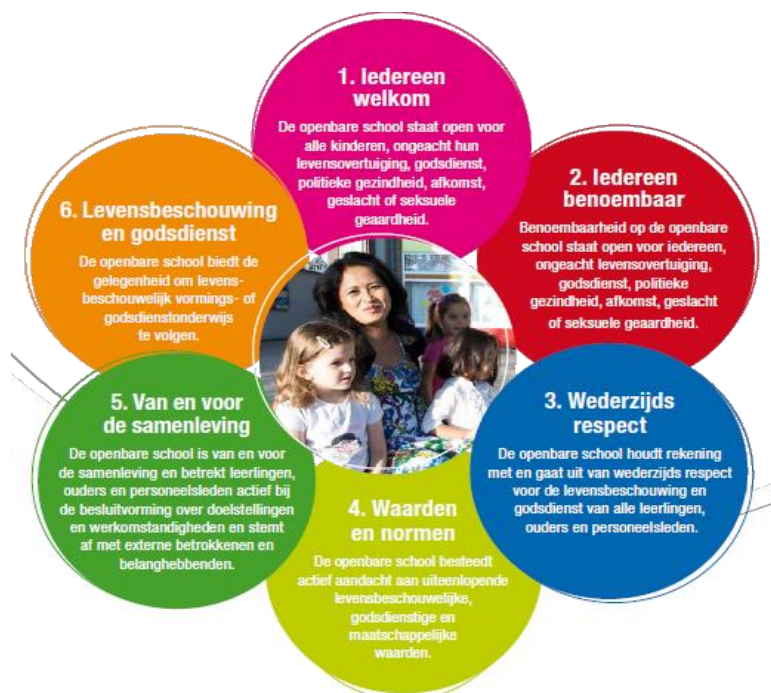 1. Iedereen
welkom
De openbare school staat open voor
alle kinderen, ongeacht hun
levensovertuiging, godsdienst,
politieke gezindheid, afkomst,
geslacht of seksuele
geaardheid.
2. Iedereen
benoembaar
Benoembaarheid op de openbare
school staat open voor iedereen,
ongeacht levensovertuiging,
godsdienst, politieke
gezindheid, afkomst, geslacht
of seksuele geaardheid.
3. Wederzijds
respect
De openbare school houdt rekening
met en gaat uit van wederzijds respect
voor de levensbeschouwing en
godsdienst van alle leerlingen,
ouders en personeelsleden.
4. Waarden
en normen
De openbare school besteedt
actief aandacht aan uiteenlopende
levensbeschouwelijke,
godsdienstige en
maatschappelijke
waarden.
5. Van en voor
de samenleving
De openbare school is van en voor
de samenleving en betrekt leerlingen,
ouders en personeelsleden actief bij
de besluitvorming over doelstellingen
en werkomstandigheden en stemt
af met externe betrokkenen en
belanghebbenden.
6. Levensbeschouwing
en godsdienst
De openbare school biedt de
gelegenheid om levens-
beschouwelijk vormings- of
godsdienstonderwijs
te volgen.